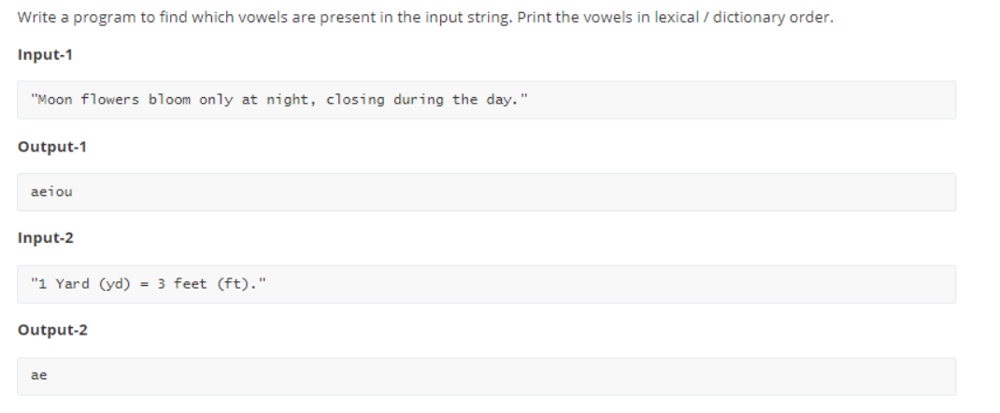 Write a program to find which vowels are present in the input string. Print the vowels in lexical / dictionary order.
Input-1
"Moon flowers bloom only at night, closing during the day."
Output-1
aeiou
Input-2
"1 Yard (yd) = 3 feet (ft)."
Output-2
ae